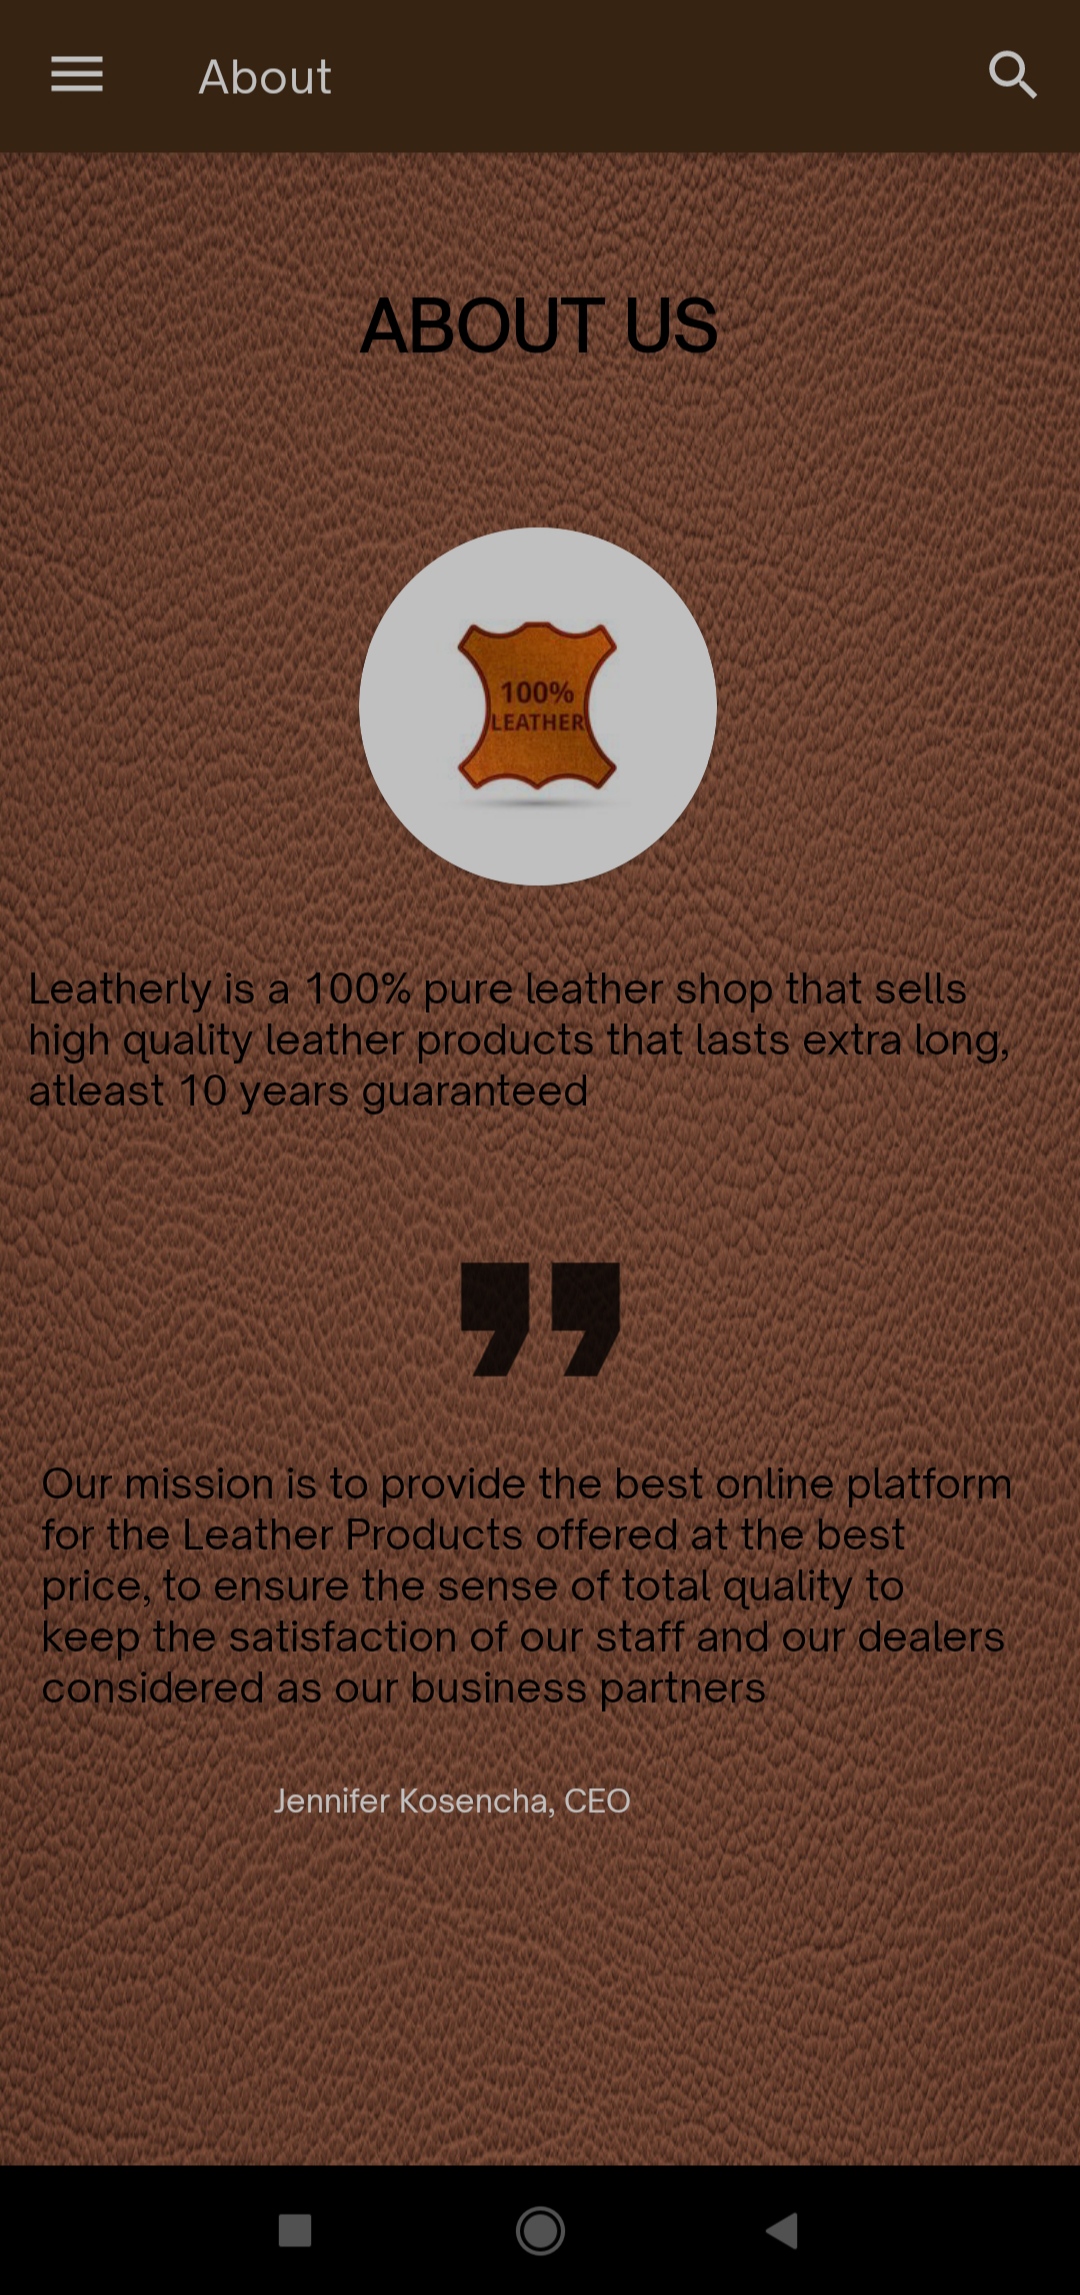 About
ABOUT US
100%
LEATHER
Leatherly is a 100% pure leather shop that sells
high quality leather products that lasts extra long,
atleast 10 years guaranteed
❞
Our mission is to provide the best online platform
for the Leather Products offered at the best
price, to ensure the sense of total quality to
keep the satisfaction of our staff and our dealers
considered as our business partners
Jennifer Kosencha, CEO